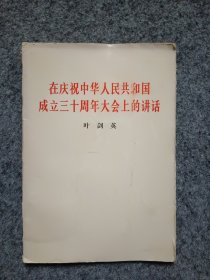 在庆祝中华人民共和国
成立三十周年大会上的讲话
叶剑英